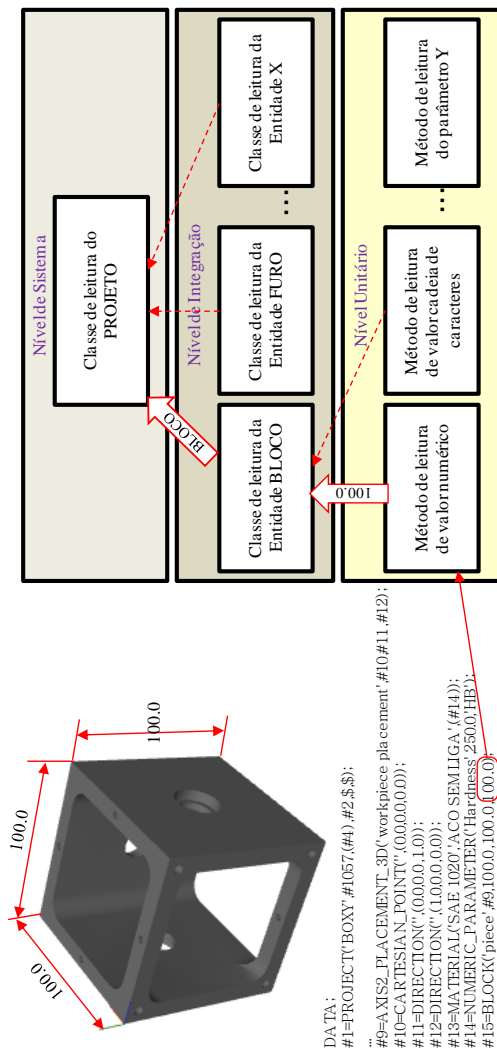 100.0
100.0
100.0
DATA;
#1=PROJECT('BOXY',#1057,(#4),#2,$,$);
...
#9=AXIS2_PLACEMENT_3D('workpiece placement',#10#11,#12);
#10=CARTESIAN_POINT('',(0.0,0.0,0.0));
#11=DIRECTION('',(0.0,0.0,1.0));
#12=DIRECTION('',(1.0,0.0,0.0));
#13=MATERIAL('SAE 1020','ACO SEM LIGA',(#14));
#14=NUMERIC_PARAMETER('Hardness',250.0,'HB');
#15=BLOCK('piece',#9,100.0,100.0,100.0);
Nível de Sistema
Classe de leitura do
PROJETO
BLOCO
Nível de Integração
Classe de leitura da
Entidade BLOCO
Classe de leitura da
Entidade FURO
...
Classe de leitura da
Entidade X
100.0
Nível Unitário
Método de leitura
de valor numérico
Método de leitura
de valor cadeia de
caracteres
...
Método de leitura
do parâmetro Y